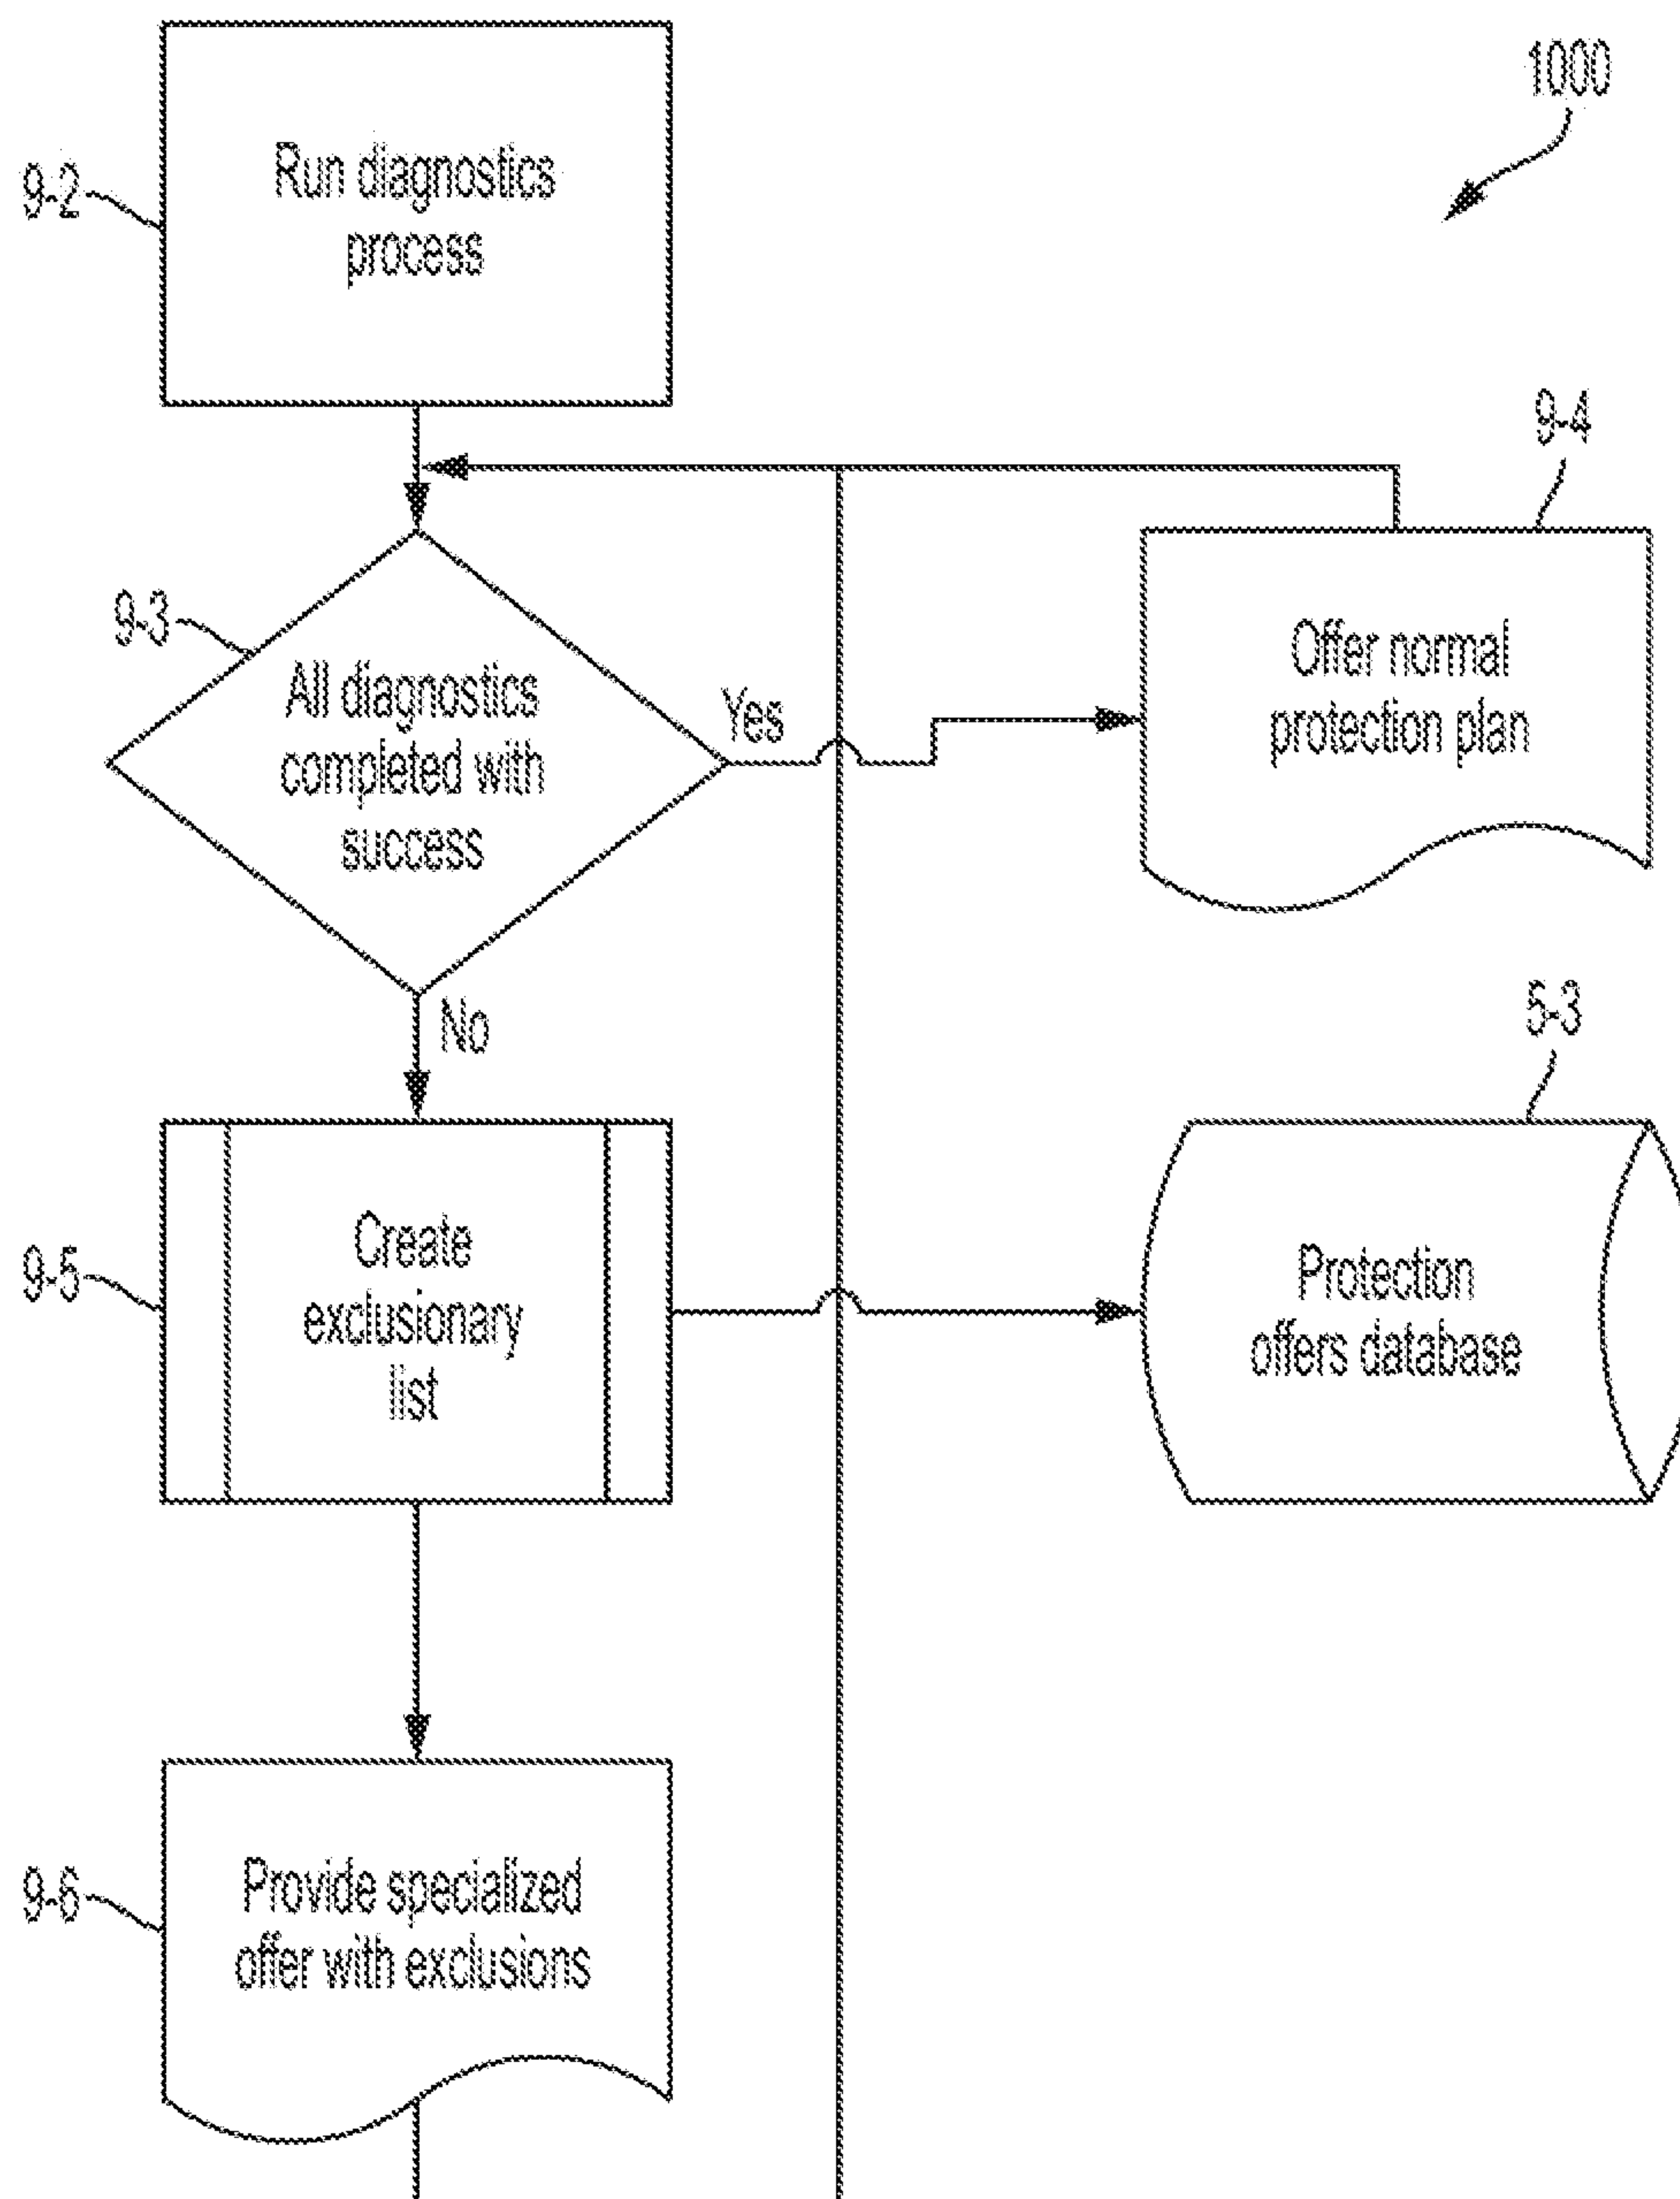 1000
9-2
Run diagnostics
process
9-4
9-3
All diagnostics
completed with
success
Yes
Offer normal
protection plan
No
5-3
9-5
Create
exclusionary
list
Protection
offers database
9-6
Provide specialized
offer with exclusions